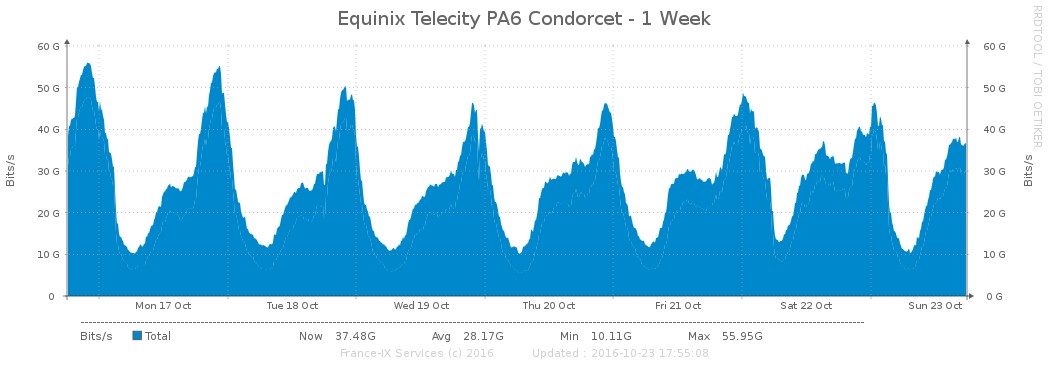 Equinix Telecity PA6 Condorcet - 1 Week
RRDTOOL / TOBI OETIKER
60 G 60 G
50 G 50 G
40 G 40 G
30 G 30 G
20 G 20 G
10 G 10 G
0 0 G
Bits/s
Bits/s
Mon 17 Oct Tue 18 Oct Wed 19 Oct Thu 20 Oct Fri 21 Oct Sat 22 Oct Sun 23 Oct
Bits/s Total Now 37.48G Avg 28.17G Min 10.11G Max 55.95G
France-IX Services (c) 2016 Updated : 2016-10-23 17:55:08